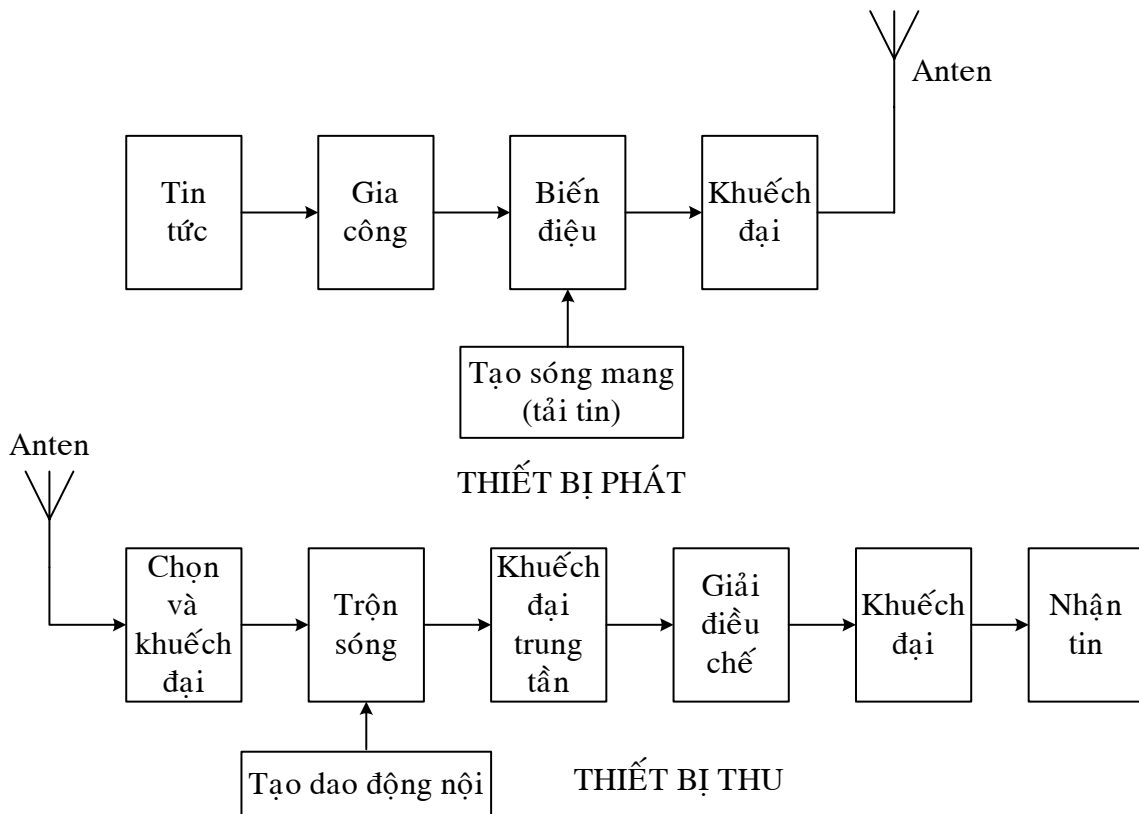 Anten
Tin
tức
Gia
công
Biến
điệu
Khuếch
đại
Tạo sóng mang
(tải tin)
THIẾT BỊ PHÁT
Anten
Chọn
và
khuếch
đại
Trộn
sóng
Khuếch
đại
trung
tần
Giải
điều
chế
Khuếch
đại
Nhận
tin
Tạo dao động nội
THIẾT BỊ THU